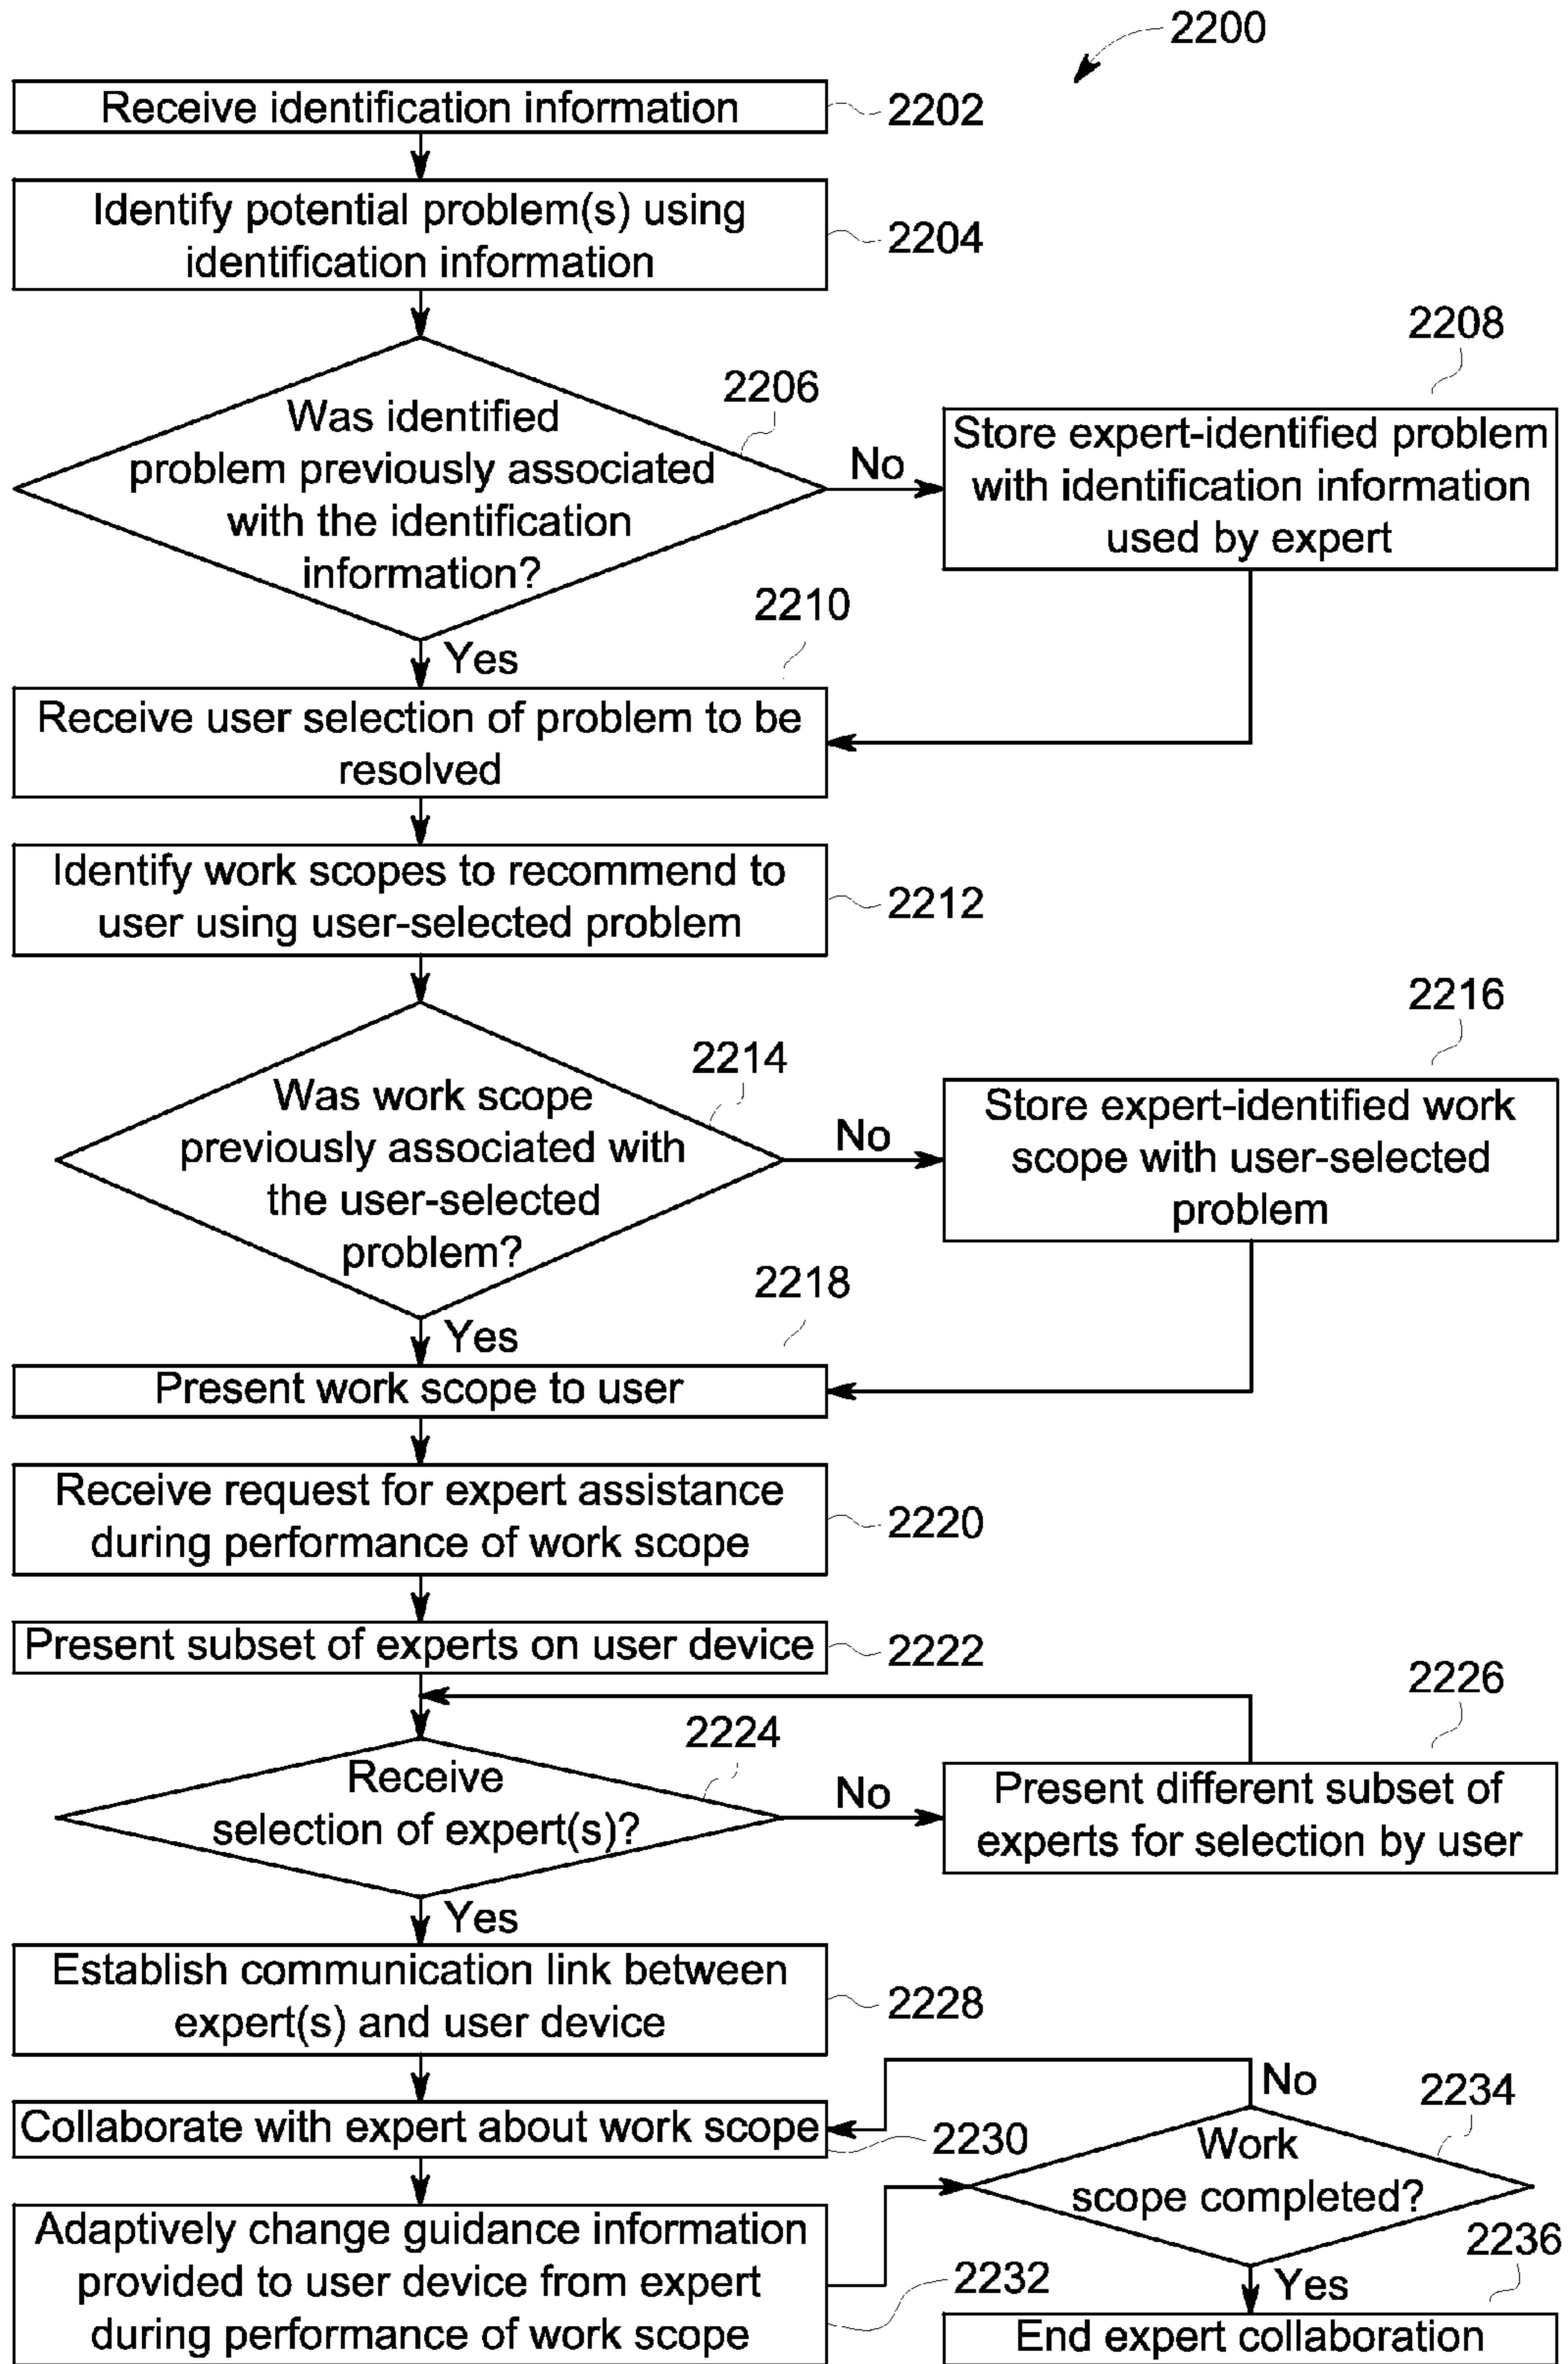 2200
Receive identification information
2202
Identify potential problem(s) using
identification information
2204
Was identified
problem previously associated
with the identification
information?
2206
No
2208
Store expert-identified problem
with identification information
used by expert
Yes
2210
Receive user selection of problem to be
resolved
Identify work scopes to recommend to
user using user-selected problem
2212
Was work scope
previously associated with
the user-selected
problem?
2214
No
2216
Store expert-identified work
scope with user-selected
problem
Yes
2218
Present work scope to user
Receive request for expert assistance
during performance of work scope
2220
Present subset of experts on user device
2222
Receive
selection of expert(s)?
2224
No
2226
Present different subset of
experts for selection by user
Yes
Establish communication link between
expert(s) and user device
2228
Collaborate with expert about work scope
2230
Adaptively change guidance information
provided to user device from expert
during performance of work scope
2232
No
2234
Work
scope completed?
Yes
2236
End expert collaboration